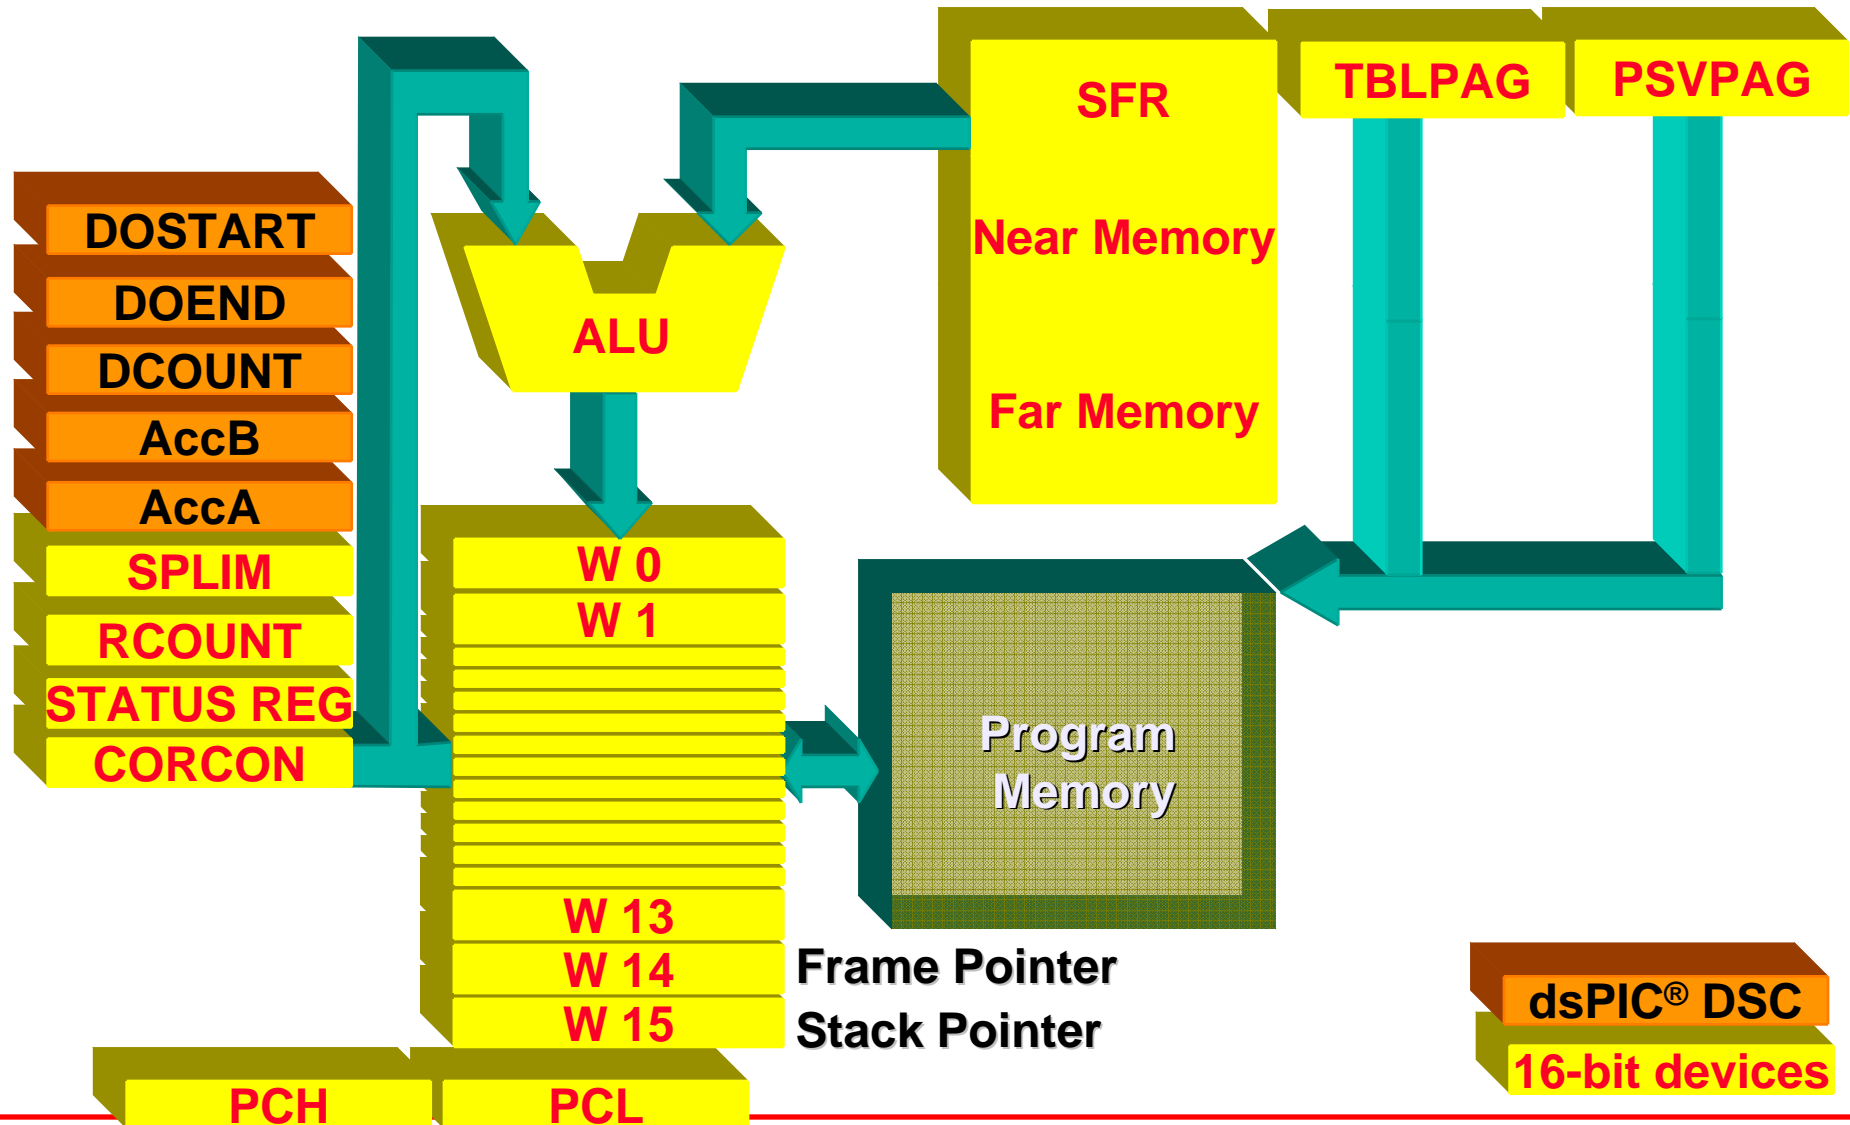 SFR
Near Memory
Far Memory
TBLPAG
PSVPAG
DOSTART
DOEND
DCOUNT
AccB
AccA
SPLIM
RCOUNT
STATUS REG
CORCON
ALU
W 0
W 1
W 13
W 14
W 15
Frame Pointer
Stack Pointer
Program
Memory
PCH
PCL
dsPIC® DSC
16-bit devices